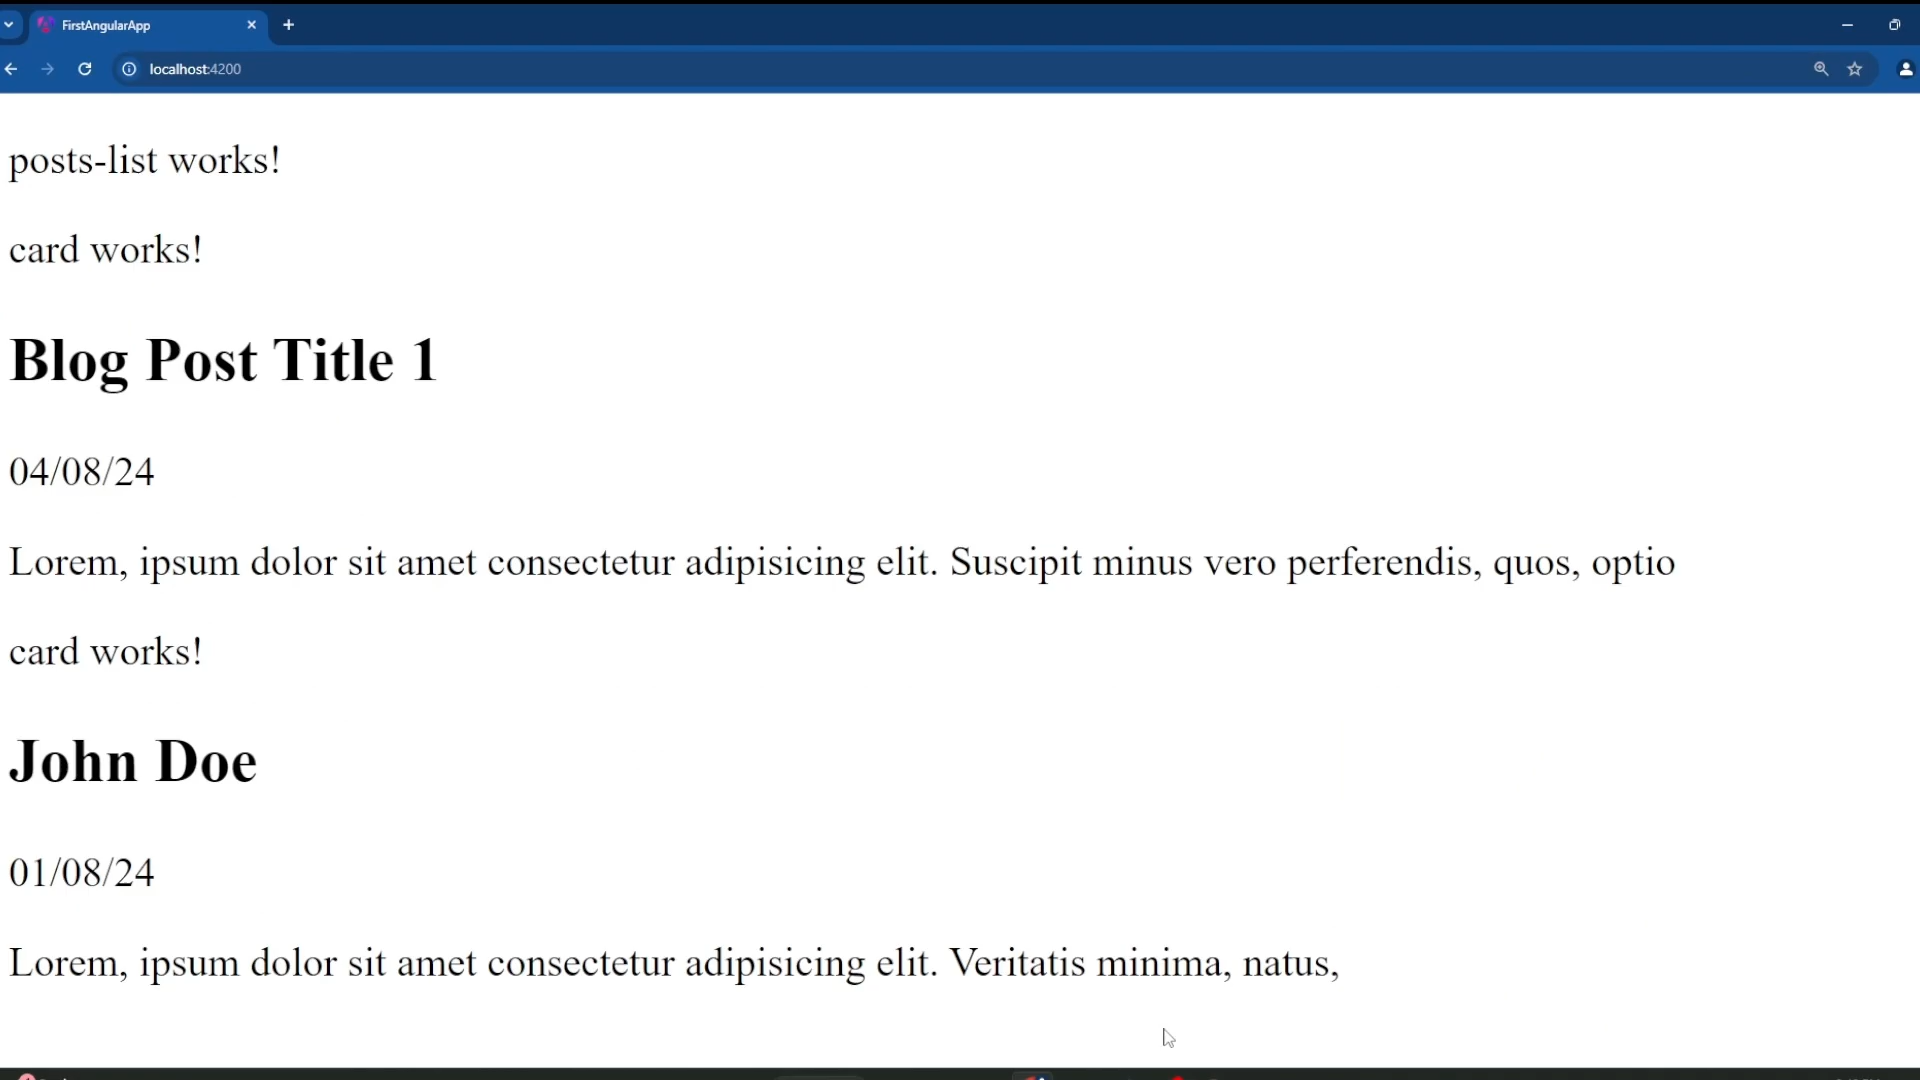 FirstAngularApp
localhost:4200
posts-list works!
card works!
Blog Post Title 1
04/08/24
Lorem, ipsum dolor sit amet consectetur adipisicing elit. Suscipit minus vero perferendis, quos, optio
card works!
John Doe
01/08/24
Lorem, ipsum dolor sit amet consectetur adipisicing elit. Veritatis minima, natus,